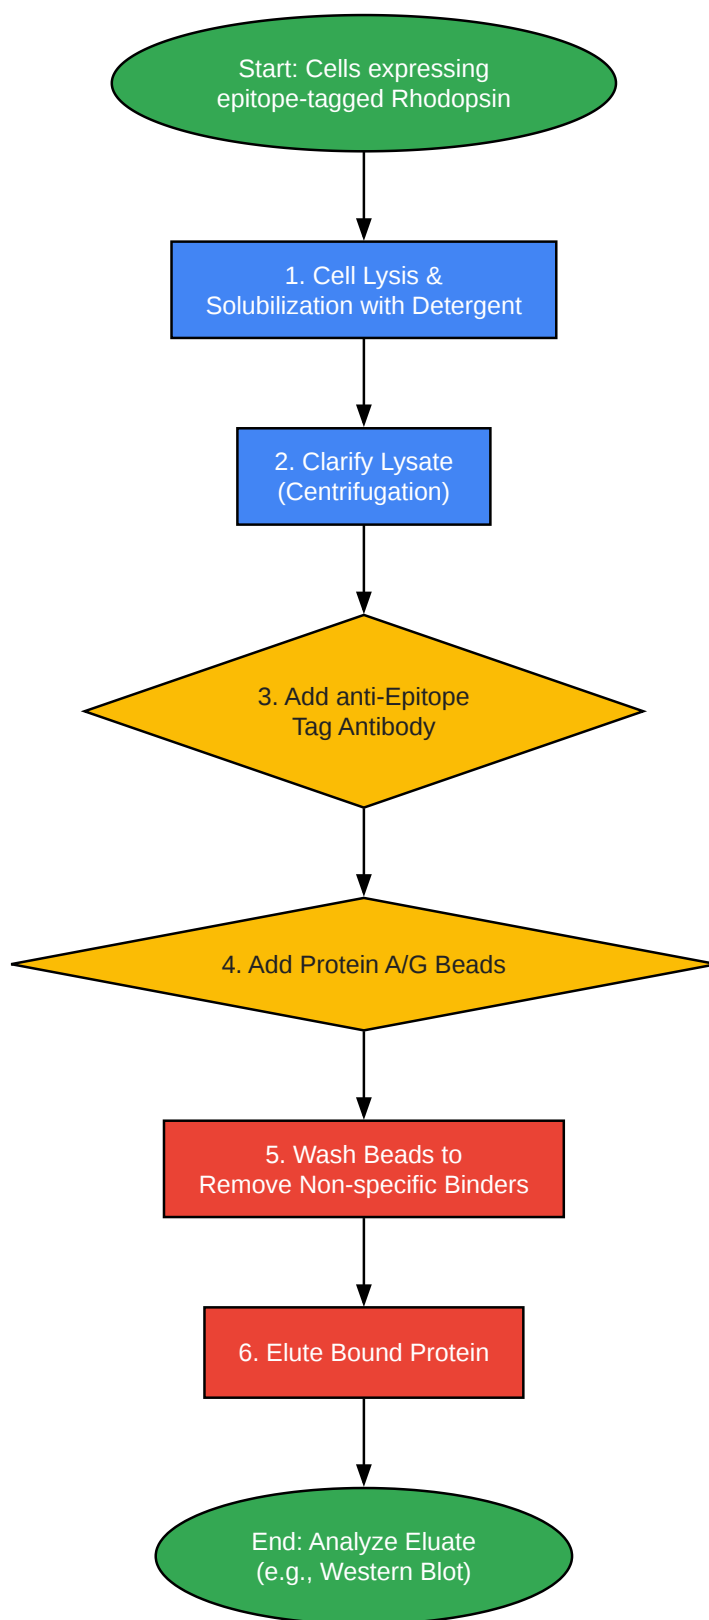 Start: Cells expressing
epitope-tagged Rhodopsin
1. Cell Lysis &
Solubilization with Detergent
2. Clarify Lysate
(Centrifugation)
3. Add anti-Epitope
Tag Antibody
4. Add Protein A/G Beads
5. Wash Beads to
Remove Non-specific Binders
6. Elute Bound Protein
End: Analyze Eluate
(e.g., Western Blot)